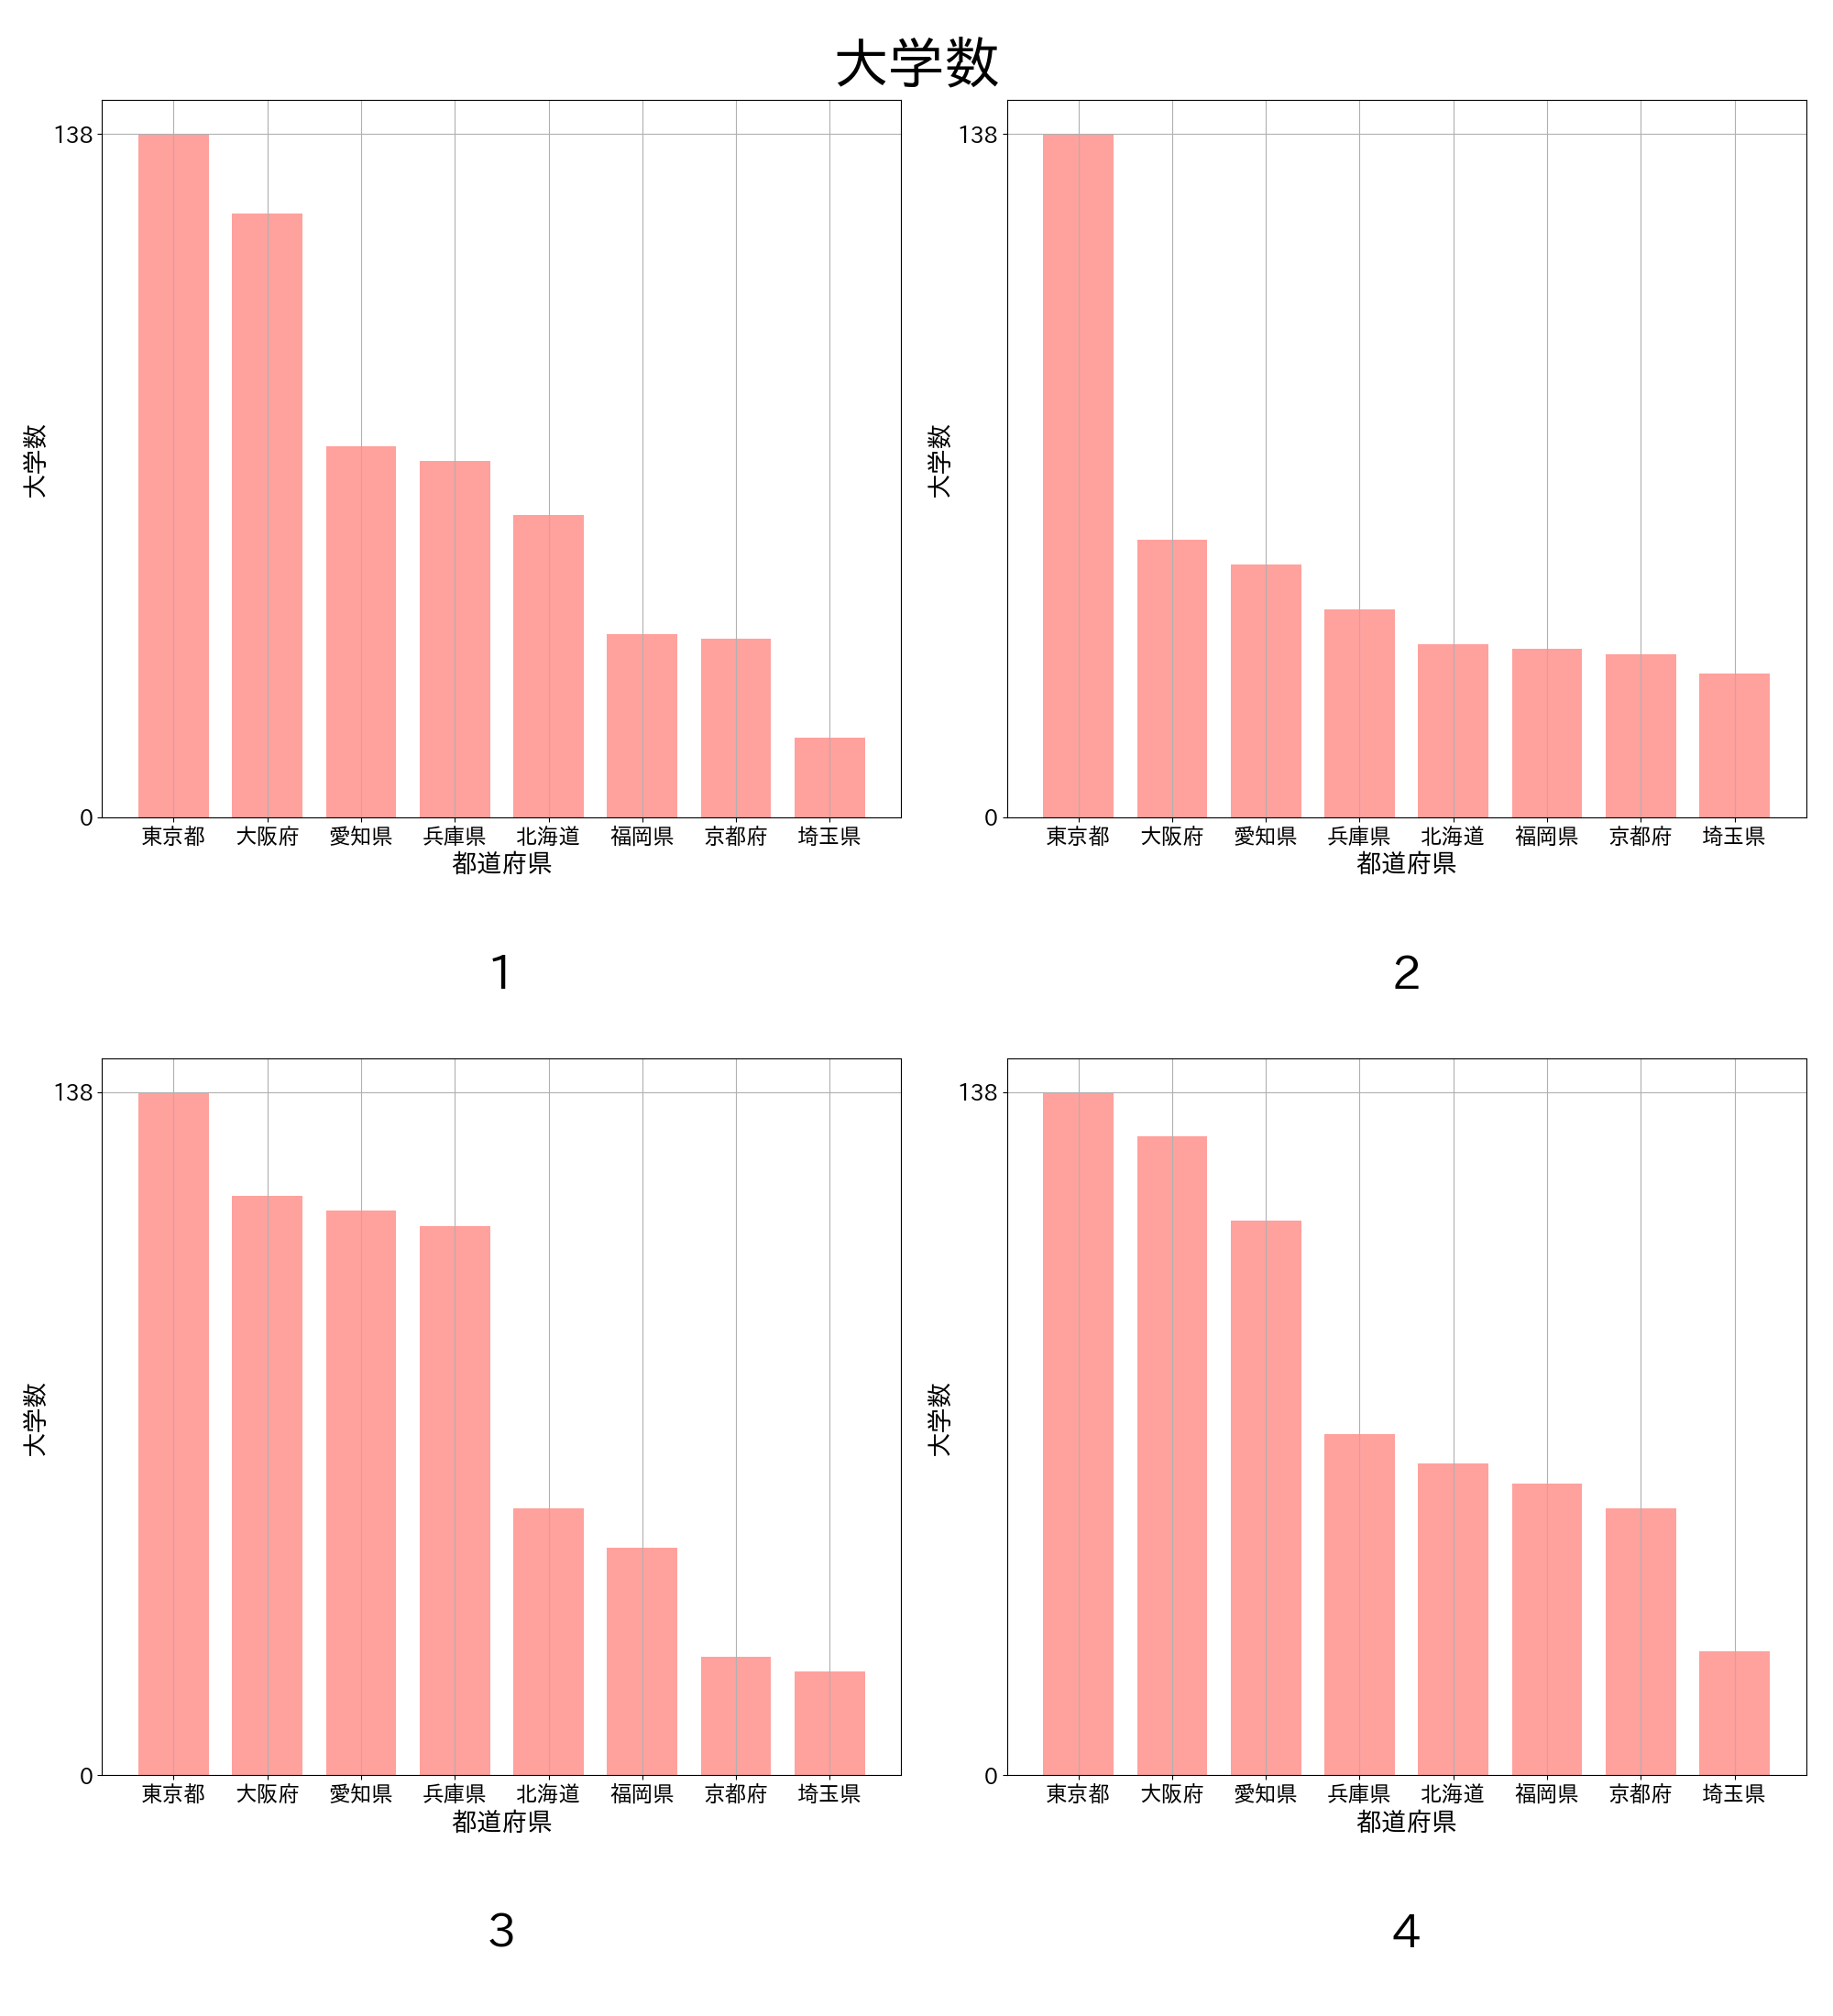 大学数
138
0
大学数
東京都 大阪府 愛知県 兵庫県 北海道 福岡県 京都府 埼玉県
都道府県
1
138
0
大学数
東京都 大阪府 愛知県 兵庫県 北海道 福岡県 京都府 埼玉県
都道府県
2
138
0
大学数
東京都 大阪府 愛知県 兵庫県 北海道 福岡県 京都府 埼玉県
都道府県
3
138
0
大学数
東京都 大阪府 愛知県 兵庫県 北海道 福岡県 京都府 埼玉県
都道府県
4